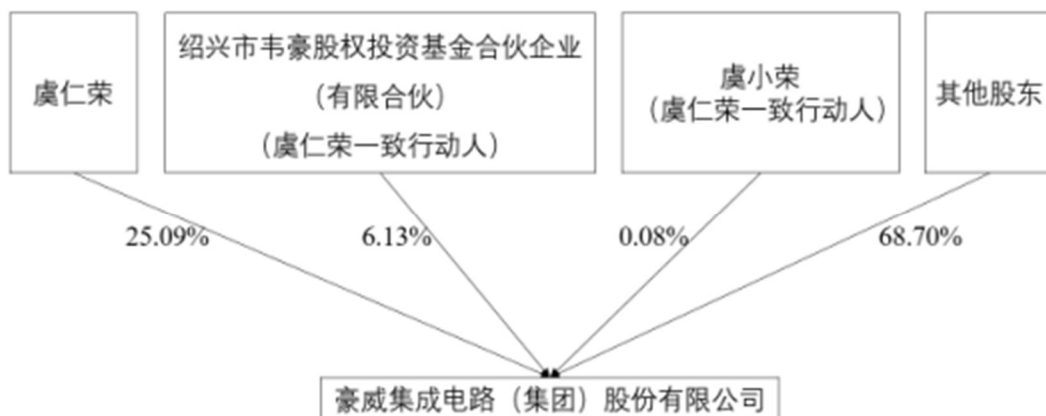 虞仁荣
绍兴市韦豪股权投资基金合伙企业
（有限合伙）
（虞仁荣一致行动人）
虞小荣
（虞仁荣一致行动人）
其他股东
25.09%
6.13%
0.08%
68.70%
豪威集成电路（集团）股份有限公司